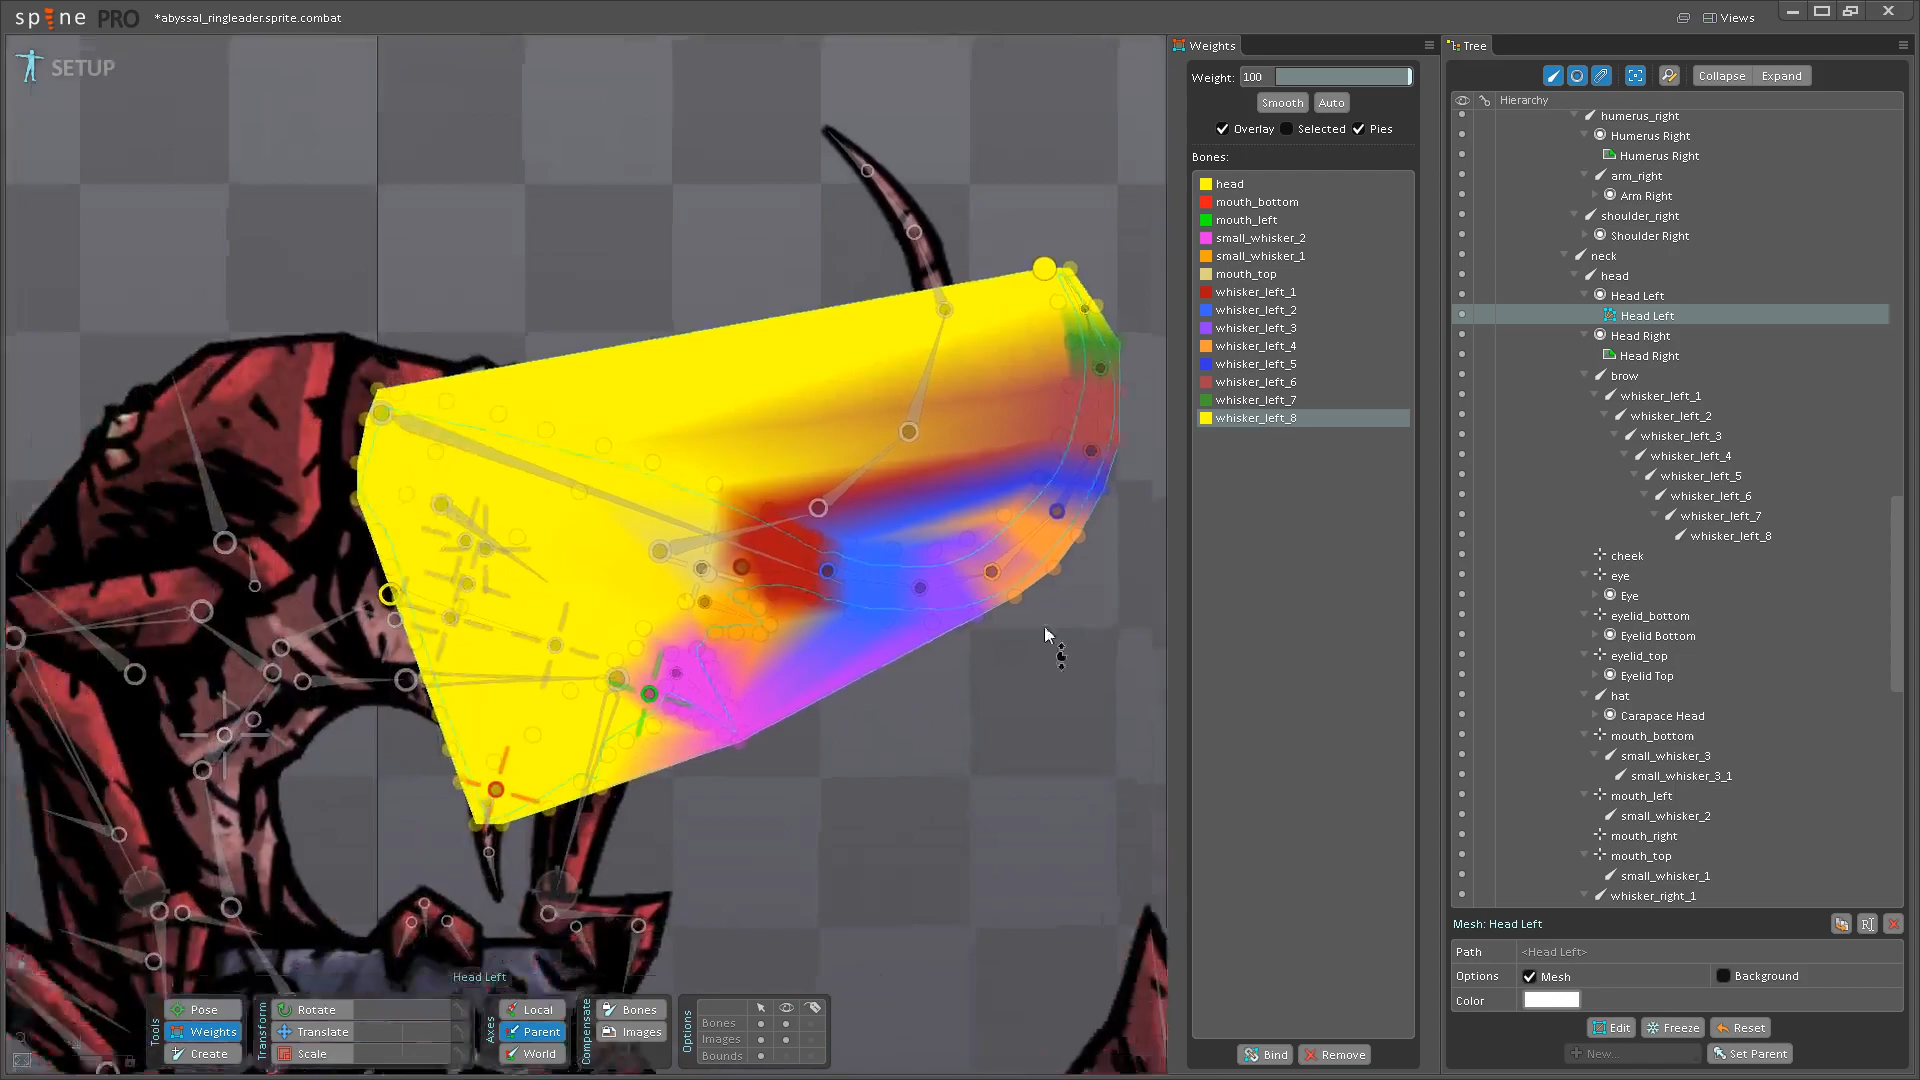 spine PRO
*abyssal_ringleader.sprite.combat
Views
SETUP
Weights
Weight: 100
Smooth Auto
Overlay Selected Pies
Bones:
head
mouth_bottom
mouth_left
small_whisker_2
small_whisker_1
mouth_top
whisker_left_1
whisker_left_2
whisker_left_3
whisker_left_4
whisker_left_5
whisker_left_6
whisker_left_7
whisker_left_8
Bind Remove
Tree
Collapse Expand
Hierarchy
humerus_right
Humerus Right
Humerus Right
arm_right
Arm Right
shoulder_right
Shoulder Right
neck
head
Head Left
Head Left
Head Right
Head Right
brow
whisker_left_1
whisker_left_2
whisker_left_3
whisker_left_4
whisker_left_5
whisker_left_6
whisker_left_7
whisker_left_8
cheek
eye
Eye
eyelid_bottom
Eyelid Bottom
eyelid_top
Eyelid Top
hat
Carapace Head
mouth_bottom
small_whisker_3
small_whisker_3_1
mouth_left
small_whisker_2
mouth_right
mouth_top
small_whisker_1
whisker_right_1
Mesh: Head Left
Path <Head Left>
Options Mesh Background
Color
Edit Freeze Reset
New... Set Parent
Head Left
Tools
Pose
Weights
Create
Transform
Rotate
Translate
Scale
Axes
Local
Parent
World
Compensate
Bones
Images
Options
Bones
Images
Bounds